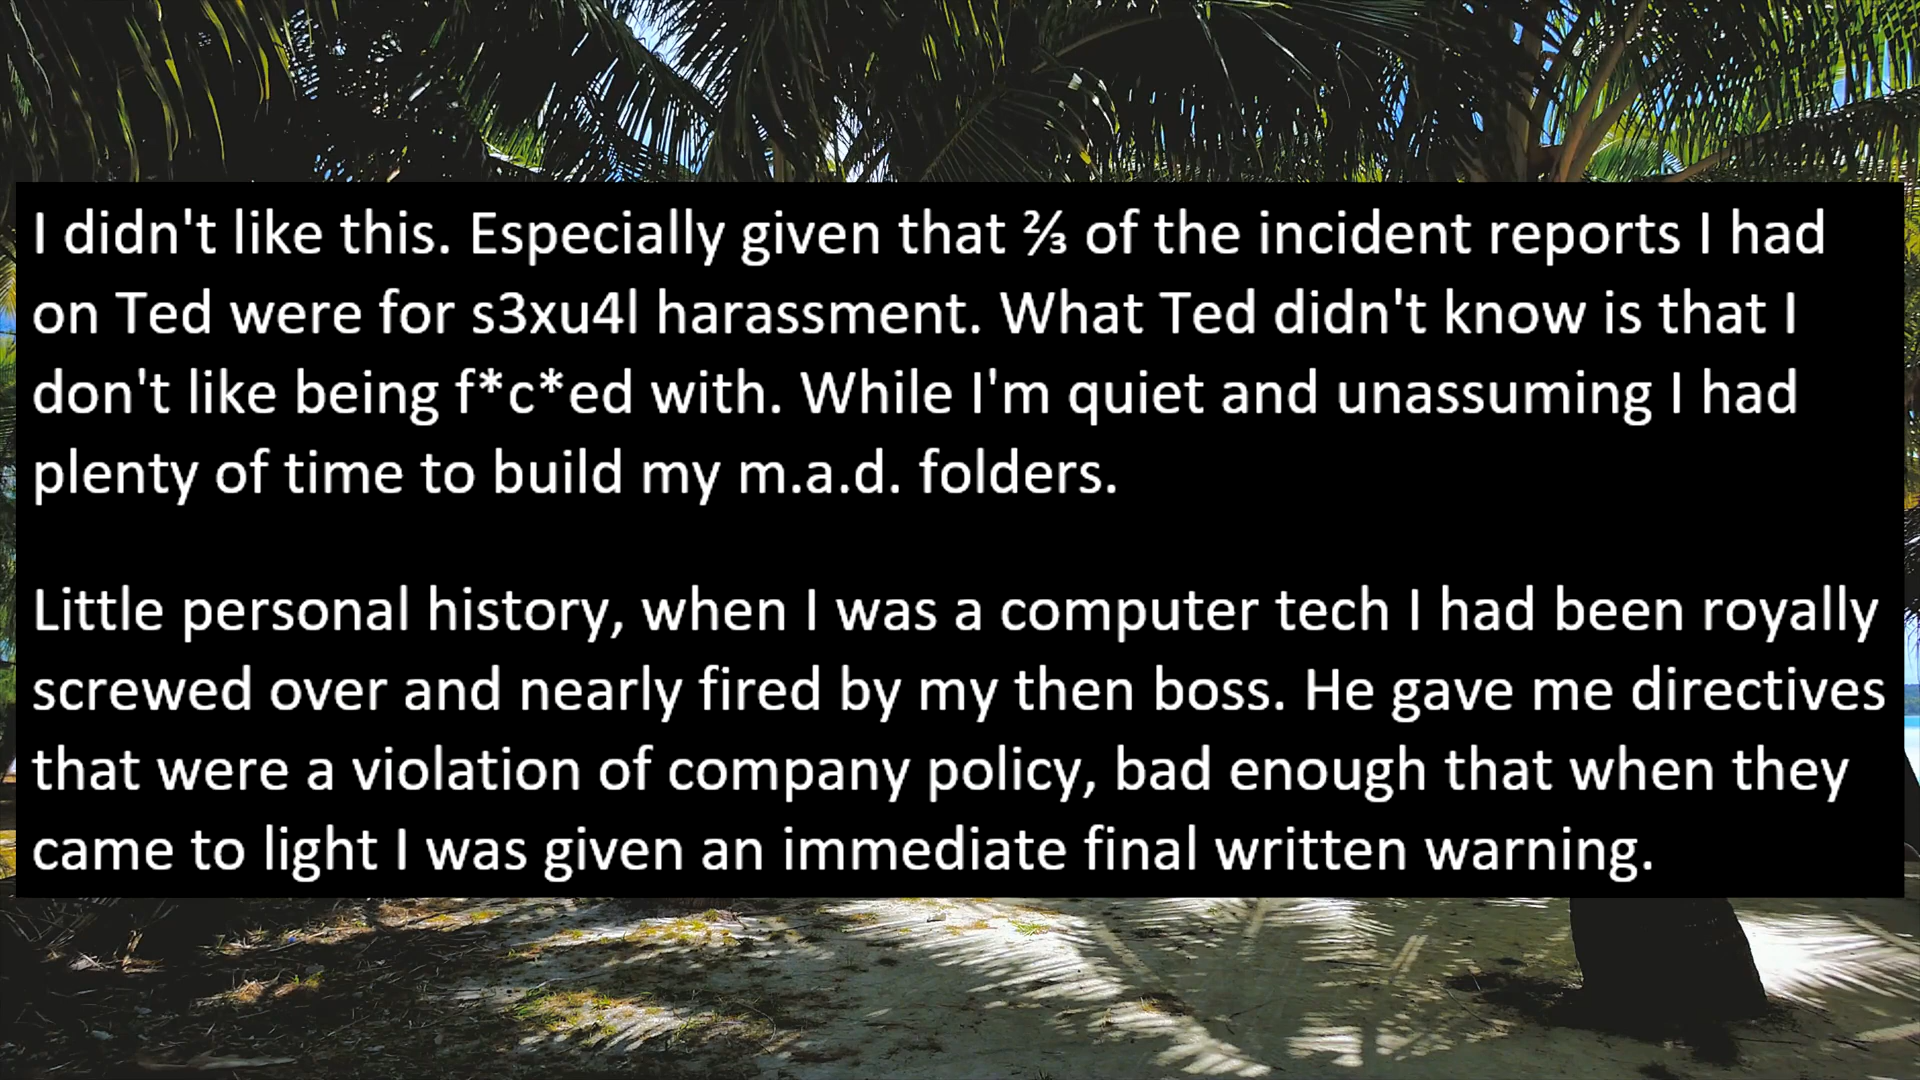 I didn't like this. Especially given that ⅔ of the incident reports I had
on Ted were for s3xu4l harassment. What Ted didn't know is that I
don't like being f*c*ed with. While I'm quiet and unassuming I had
plenty of time to build my m.a.d. folders.
Little personal history, when I was a computer tech I had been royally
screwed over and nearly fired by my then boss. He gave me directives
that were a violation of company policy, bad enough that when they
came to light I was given an immediate final written warning.